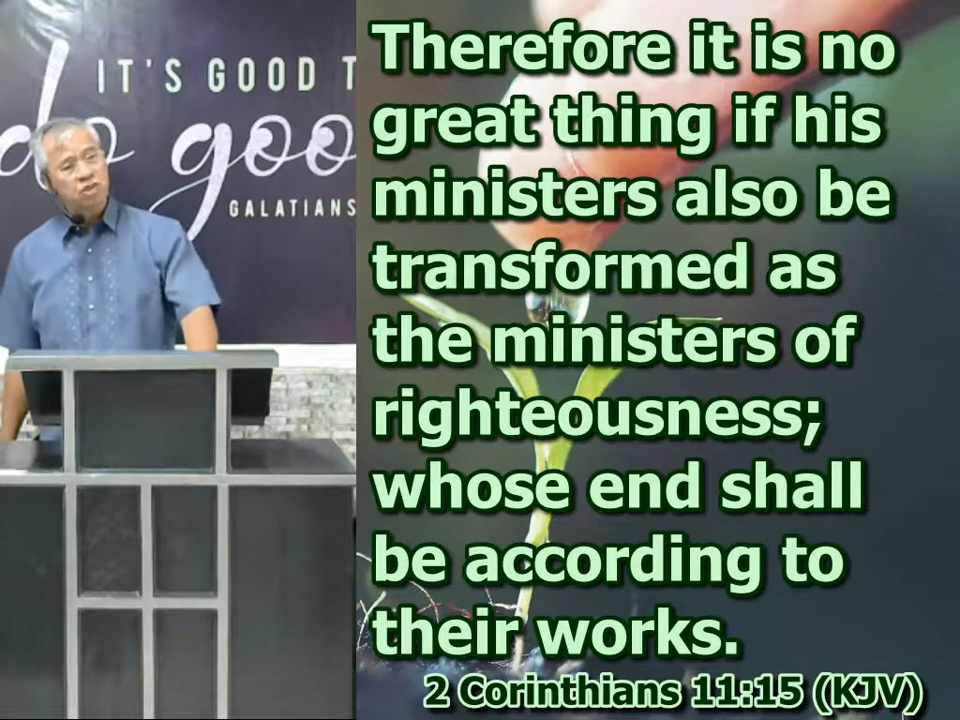 IT'S GOOD T
do goo
GALATIANS
Therefore it is no
great thing if his
ministers also be
transformed as
the ministers of
righteousness;
whose end shall
be according to
their works.
2 Corinthians 11:15 (KJV)